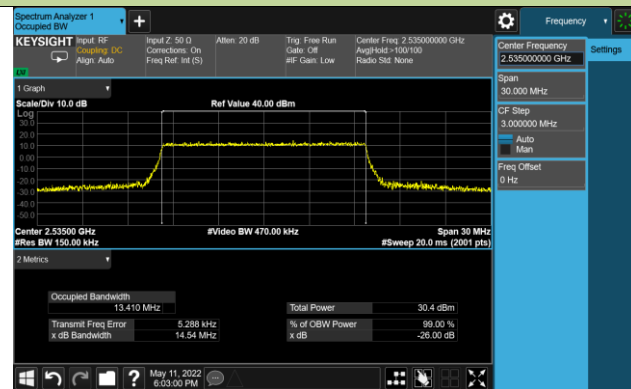 Spectrum Analyzer 1
Occupied BW
Frequency
KEYSIGHT
Input: RF
Coupling: DC
Align: Auto
Input Z: 50 Ω
Corrections: On
Freq Ref: Int (S)
Atten: 20 dB
Trig: Free Run
Gate: Off
#IF Gain: Low
Center Freq: 2.535000000 GHz
Avg|Hold:>100/100
Radio Std: None
Center Frequency
2.535000000 GHz
Settings
Span
30.000 MHz
CF Step
3.000000 MHz
Auto
Man
Freq Offset
0 Hz
1 Graph
Scale/Div 10.0 dB
Ref Value 40.00 dBm
Log
30.0
20.0
10.0
0.00
-10.0
-20.0
-30.0
-40.0
-50.0
Center 2.53500 GHz
#Video BW 470.00 kHz
Span 30 MHz
#Res BW 150.00 kHz
#Sweep 20.0 ms (2001 pts)
2 Metrics
Occupied Bandwidth
13.410 MHz
Total Power 30.4 dBm
Transmit Freq Error 5.288 kHz
% of OBW Power 99.00 %
x dB Bandwidth 14.54 MHz
x dB -26.00 dB
May 11, 2022
6:03:00 PM